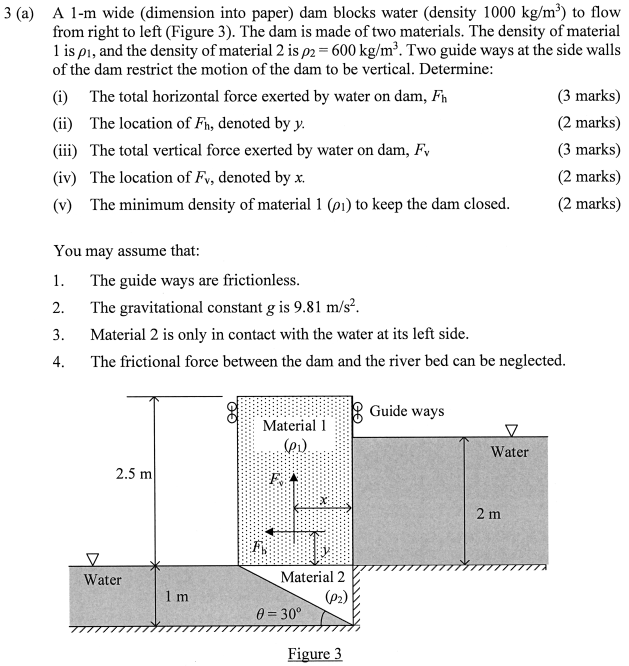 3 (a) A 1-m wide (dimension into paper) dam blocks water (density 1000 kg/m³) to flow
from right to left (Figure 3). The dam is made of two materials. The density of material
1 is ρ₁, and the density of material 2 is ρ₂ = 600 kg/m³. Two guide ways at the side walls
of the dam restrict the motion of the dam to be vertical. Determine:
(i) The total horizontal force exerted by water on dam, Fₕ (3 marks)
(ii) The location of Fₕ, denoted by y. (2 marks)
(iii) The total vertical force exerted by water on dam, Fᵥ (3 marks)
(iv) The location of Fᵥ, denoted by x. (2 marks)
(v) The minimum density of material 1 (ρ₁) to keep the dam closed. (2 marks)
You may assume that:
1. The guide ways are frictionless.
2. The gravitational constant g is 9.81 m/s².
3. Material 2 is only in contact with the water at its left side.
4. The frictional force between the dam and the river bed can be neglected.
Guide ways
Material 1
(ρ₁)
Water
2.5 m
Fᵥ
x
2 m
Fₕ
y
Water
Material 2
1 m
(ρ₂)
θ = 30°
Figure 3